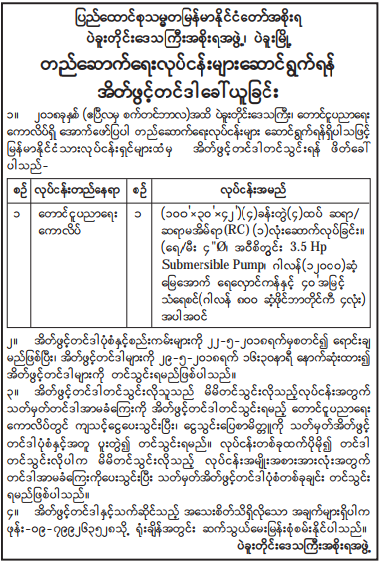 ပြည်ထောင်စုသမ္မတမြန်မာနိုင်ငံတော်အစိုးရ
ပဲခူးတိုင်းဒေသကြီးအစိုးရအဖွဲ့၊ ပဲခူးမြို့
တည်ဆောက်ရေးလုပ်ငန်းများဆောင်ရွက်ရန်
အိတ်ဖွင့်တင်ဒါခေါ်ယူခြင်း
၁။ ၂၀၁၈ခုနှစ် (ဧပြီလမှ စက်တင်ဘာလ)အထိ ပဲခူးတိုင်းဒေသကြီး၊ တောင်ငူပညာရေး
ကောလိပ်ရှိ အောက်ဖော်ပြပါ တည်ဆောက်ရေးလုပ်ငန်းများ ဆောင်ရွက်ရန်ရှိပါသဖြင့်
မြန်မာနိုင်ငံသားလုပ်ငန်းရှင်များထံမှ အိတ်ဖွင့်တင်ဒါတင်သွင်းရန် ဖိတ်ခေါ်
ပါသည်–
စဉ် လုပ်ငန်းတည်နေရာ စဉ် လုပ်ငန်းအမည်
၁ တောင်ငူပညာရေး ၁ (၁၀၀'×၃၀'×၄၂')(၄)ခန်းတွဲ(၄)ထပ် ဆရာ/
ကောလိပ် ဆရာမအိမ်ရာ(RC) (၁)လုံးဆောက်လုပ်ခြင်း။
(ရေ/မီး ၄"Ø၊ အဝီစိတွင်း 3.5 Hp
Submersible Pump၊ ဂါလန်(၁၂၀၀၀)ဆံ့
မြေအောက် ရေလှောင်ကန်နှင့် ၄၀အမြင့်
သံရေစင်(ဂါလန် ၈၀၀ ဆံ့ဖိုင်ဘာတိုင်ကီ ၄လုံး)
အပါအဝင်
၂။ အိတ်ဖွင့်တင်ဒါပုံစံနှင့်စည်းကမ်းများကို ၂၂-၅-၂၀၁၈ရက်မှစတင်၍ ရောင်းချ
မည်ဖြစ်ပြီး၊ အိတ်ဖွင့်တင်ဒါများကို ၂၉-၅-၂၀၁၈ရက် ၁၆း၃၀နာရီ နောက်ဆုံးထား၍
အိတ်ဖွင့်တင်ဒါများကို တင်သွင်းရမည်ဖြစ်ပါသည်။
၃။ အိတ်ဖွင့်တင်ဒါတင်သွင်းလိုသူသည် မိမိတင်သွင်းလိုသည့်လုပ်ငန်းအတွက်
သတ်မှတ်တင်ဒါအာမခံကြေးကို အိတ်ဖွင့်တင်ဒါတင်သွင်းရမည့် တောင်ငူပညာရေး
ကောလိပ်တွင် ကျသင့်ငွေပေးသွင်းပြီး၊ ငွေသွင်းပြေစာမိတ္တူကို သတ်မှတ်အိတ်ဖွင့်
တင်ဒါပုံစံနှင့်အတူ ပူးတွဲ၍ တင်သွင်းရမည်။ လုပ်ငန်းတစ်ခုထက်ပိုမို၍ တင်ဒါ
တင်သွင်းလိုပါက မိမိတင်သွင်းလိုသည့် လုပ်ငန်းအမျိုးအစားအားလုံးအတွက်
တင်ဒါအာမခံကြေးကိုပေးသွင်းပြီး သတ်မှတ်အိတ်ဖွင့်တင်ဒါပုံစံတစ်ခုချင်း တင်သွင်း
ရမည်ဖြစ်ပါသည်။
၄။ အိတ်ဖွင့်တင်ဒါနှင့်သက်ဆိုင်သည့် အသေးစိတ်သိရှိလိုသော အချက်များရှိပါက
ဖုန်း-၀၉-၇၉၉၂၆၃၅၂၈သို့ ရုံးချိန်အတွင်း ဆက်သွယ်မေးမြန်းစုံစမ်းနိုင်ပါသည်။
ပဲခူးတိုင်းဒေသကြီးအစိုးရအဖွဲ့